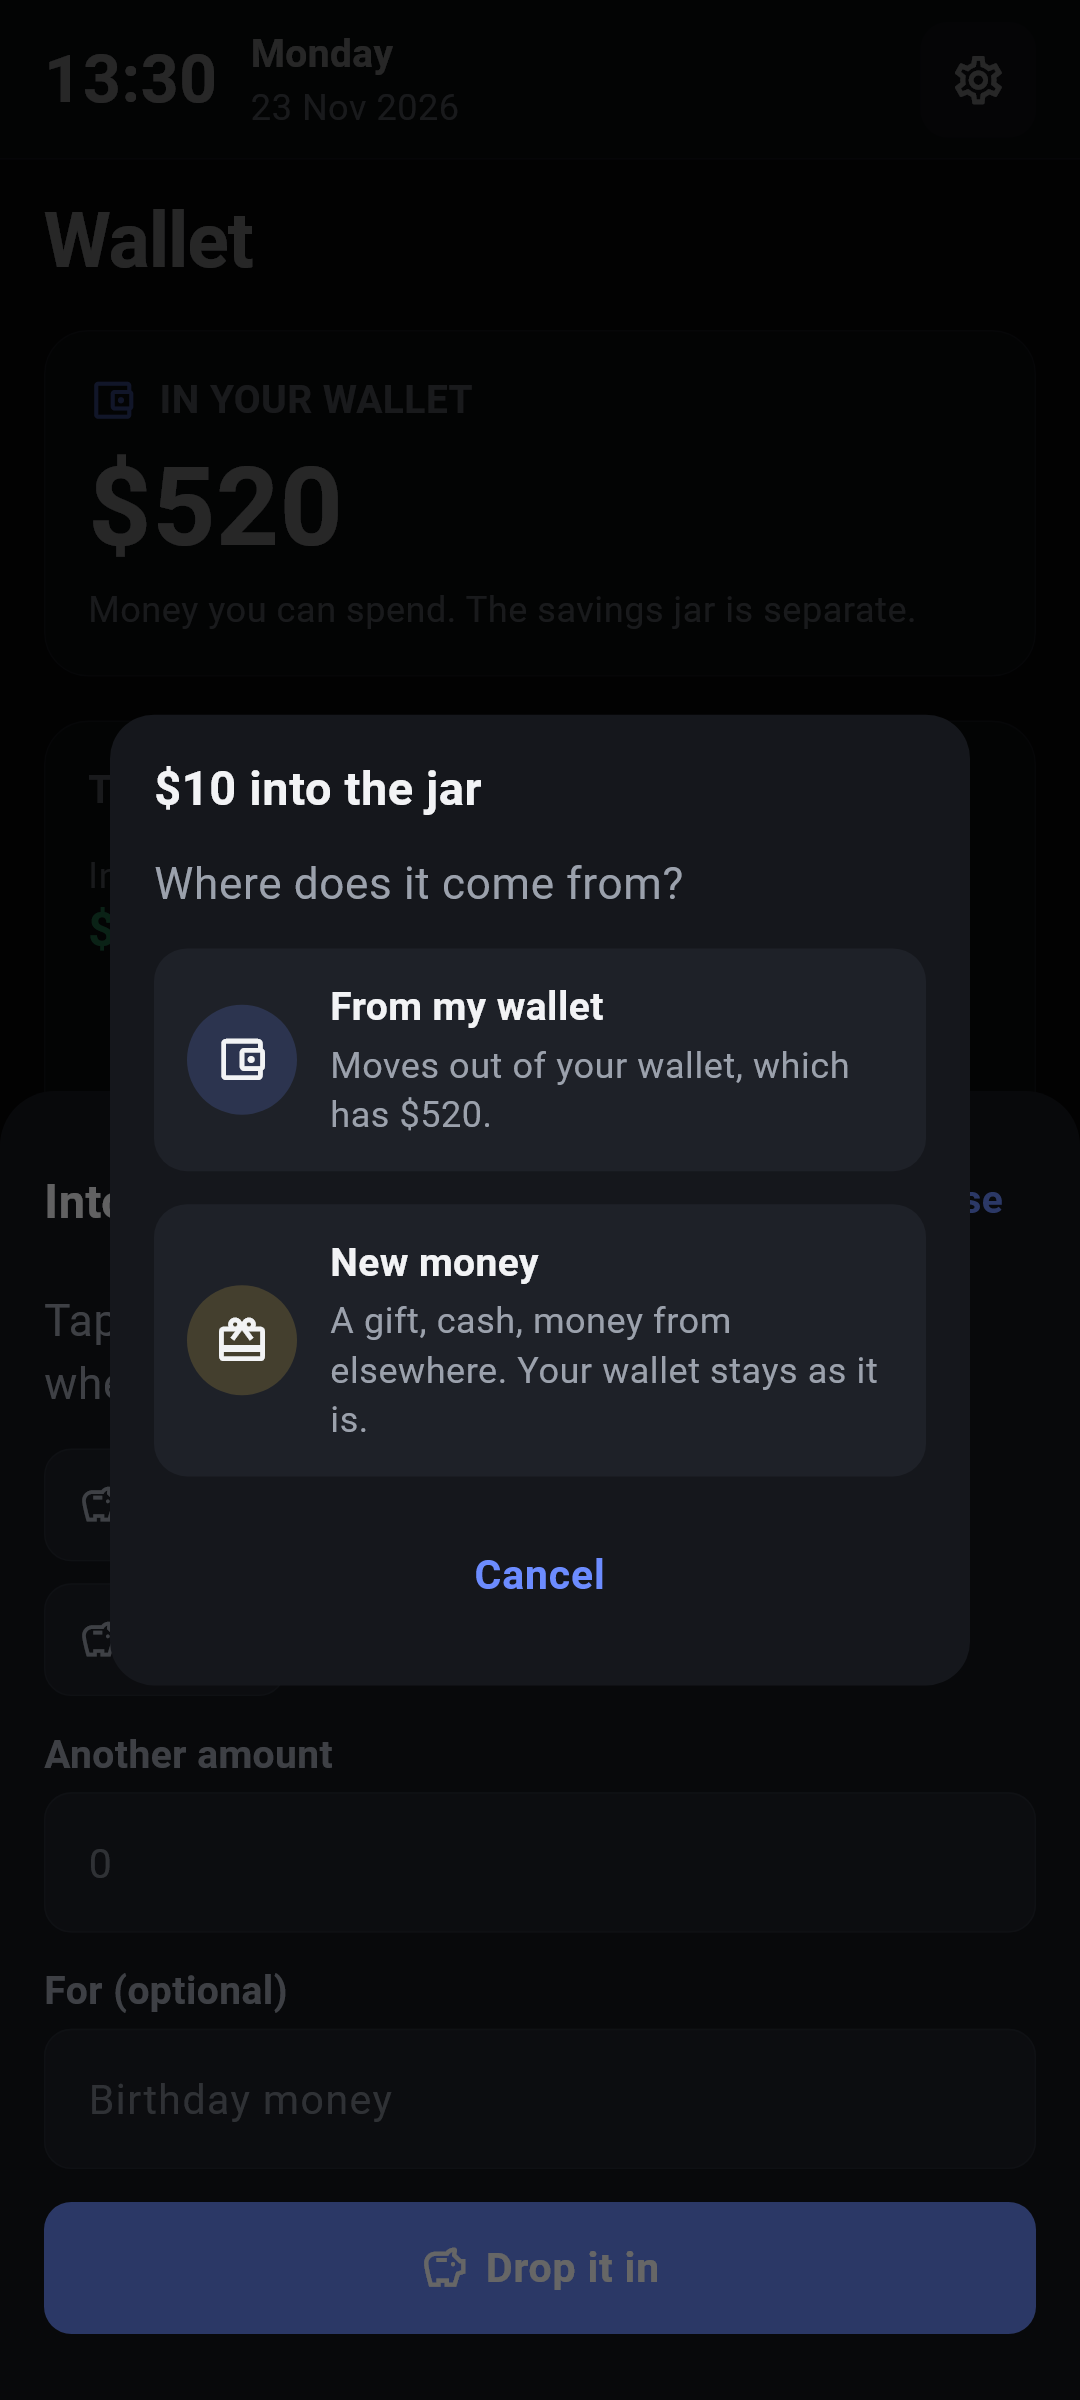 13:30
Monday
23 Nov 2026
Wallet
IN YOUR WALLET
$520
Money you can spend. The savings jar is separate.
$10 into the jar
Where does it come from?
From my wallet
Moves out of your wallet, which
has $520.
New money
A gift, cash, money from
elsewhere. Your wallet stays as it
is.
Cancel
Another amount
0
For (optional)
Birthday money
Drop it in